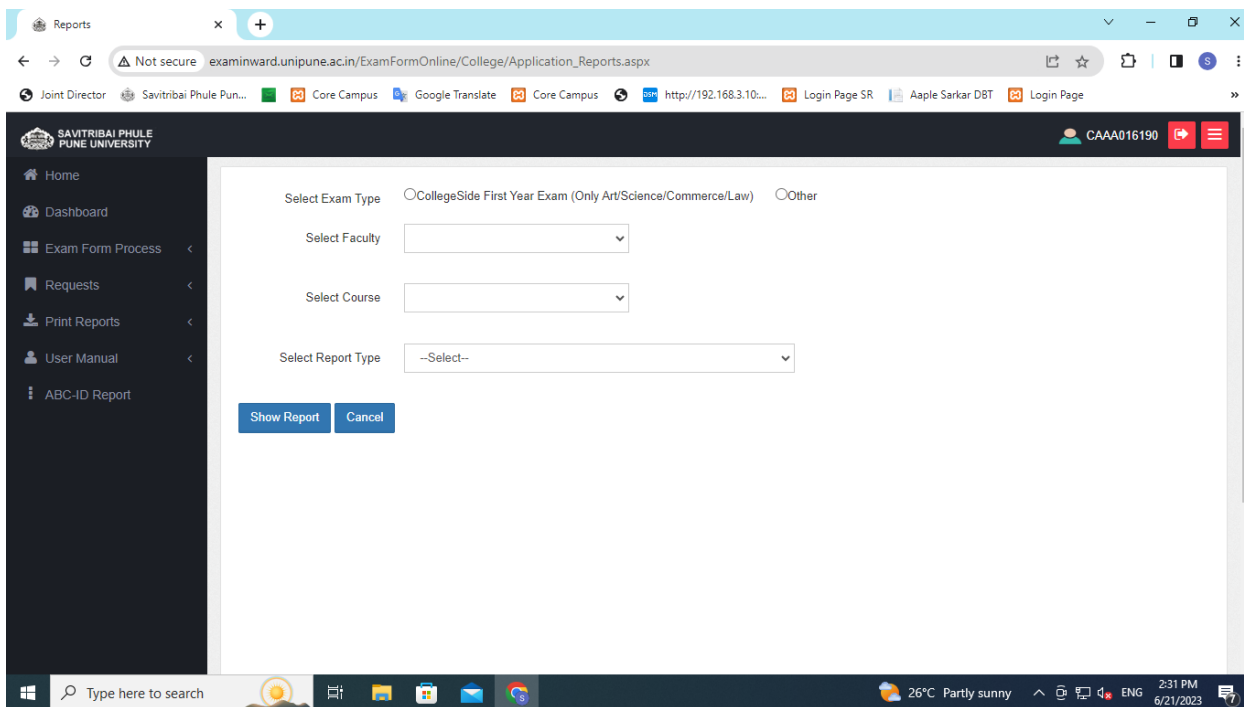 Reports
Not secure examinward.unipune.ac.in/ExamFormOnline/College/Application_Reports.aspx
S
Joint Director Savitribai Phule Pun... Core Campus Google Translate Core Campus DSM http://192.168.3.10:... Login Page SR Aaple Sarkar DBT Login Page »
SAVITRIBAI PHULE
PUNE UNIVERSITY
CAAA016190
Home
Dashboard
Exam Form Process
Requests
Print Reports
User Manual
ABC-ID Report
Select Exam Type CollegeSide First Year Exam (Only Art/Science/Commerce/Law) Other
Select Faculty
Select Course
Select Report Type --Select--
Show Report Cancel
Type here to search
26°C Partly sunny ENG
2:31 PM
6/21/2023
7